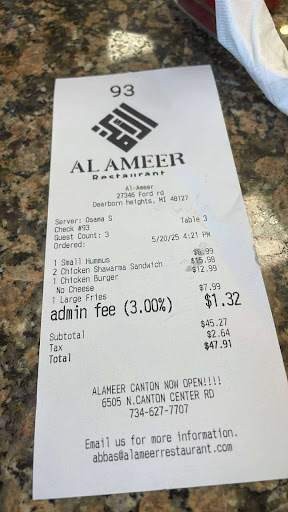 93
AL AMEER
Restaurant
Al-Ameer
27346 Ford rd
Dearborn heights, MI 48127
Server: Osama S Table 3
Check #93
Guest Count: 3 5/20/25 4:21 PM
Ordered:
1 Small Hummus $6.99
2 Chicken Shawarma Sandwich $15.98
1 Chicken Burger $12.99
No Cheese
1 Large Fries $7.99
admin fee (3.00%) $1.32
Subtotal $45.27
Tax $2.64
Total $47.91
ALAMEER CANTON NOW OPEN!!!!
6505 N.CANTON CENTER RD
734-627-7707
Email us for more information.
abbas@alameerrestaurant.com